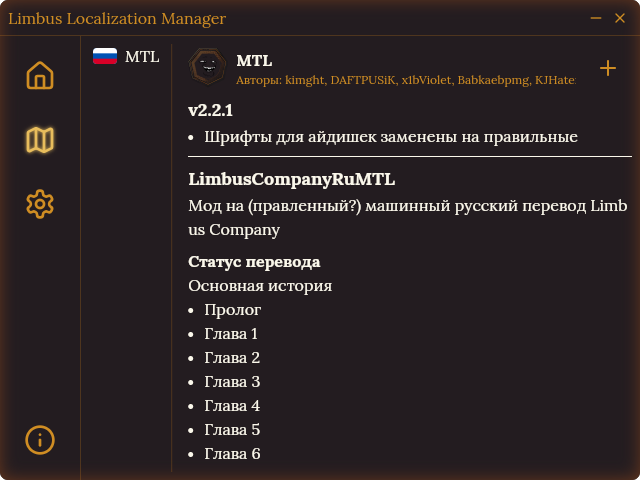 Limbus Localization Manager
MTL
MTL
Авторы: kimght, DAFTPUSiK, x1bViolet, Babkaebpmg, KJHate
v2.2.1
• Шрифты для айдишек заменены на правильные
LimbusCompanyRuMTL
Мод на (правленный?) машинный русский перевод Limb
us Company
Статус перевода
Основная история
• Пролог
• Глава 1
• Глава 2
• Глава 3
• Глава 4
• Глава 5
• Глава 6